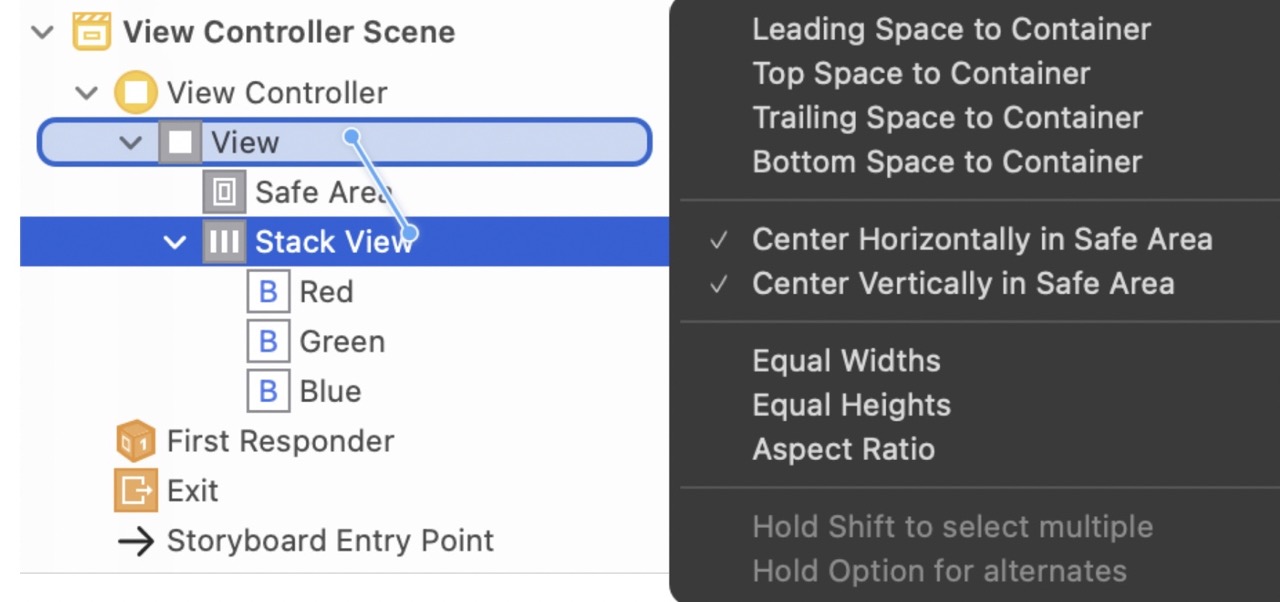 View Controller Scene
View Controller
View
Safe Area
Stack View
B Red
B Green
B Blue
First Responder
Exit
Storyboard Entry Point
Leading Space to Container
Top Space to Container
Trailing Space to Container
Bottom Space to Container
✓ Center Horizontally in Safe Area
✓ Center Vertically in Safe Area
Equal Widths
Equal Heights
Aspect Ratio
Hold Shift to select multiple
Hold Option for alternates